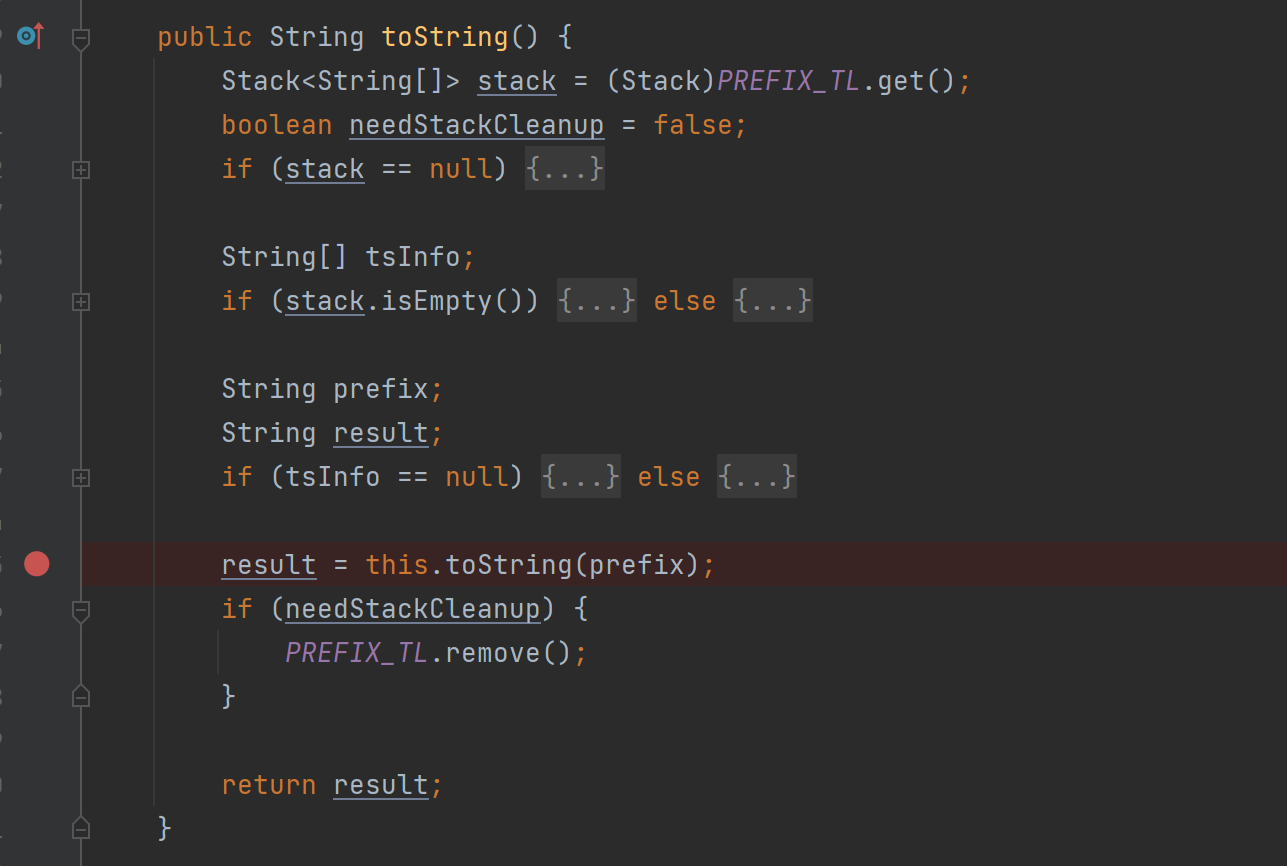 public String toString() {
Stack<String[]> stack = (Stack)PREFIX_TL.get();
boolean needStackCleanup = false;
if (stack == null) {...}
String[] tsInfo;
if (stack.isEmpty()) {...} else {...}
String prefix;
String result;
if (tsInfo == null) {...} else {...}
result = this.toString(prefix);
if (needStackCleanup) {
PREFIX_TL.remove();
}
return result;
}